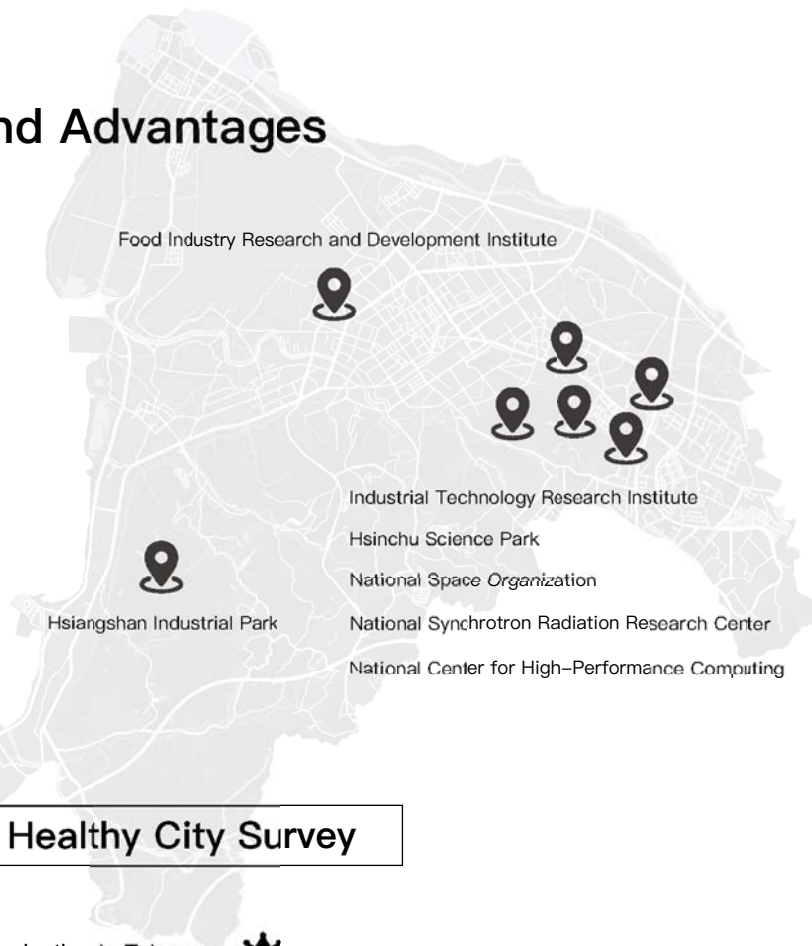 nd Advantages
Food Industry Research and Development Institute
Industrial Technology Research Institute
Hsinchu Science Park
National Space Organization
Hsiangshan Industrial Park
National Synchrotron Radiation Research Center
National Center for High-Performance Computing
Healthy City Survey